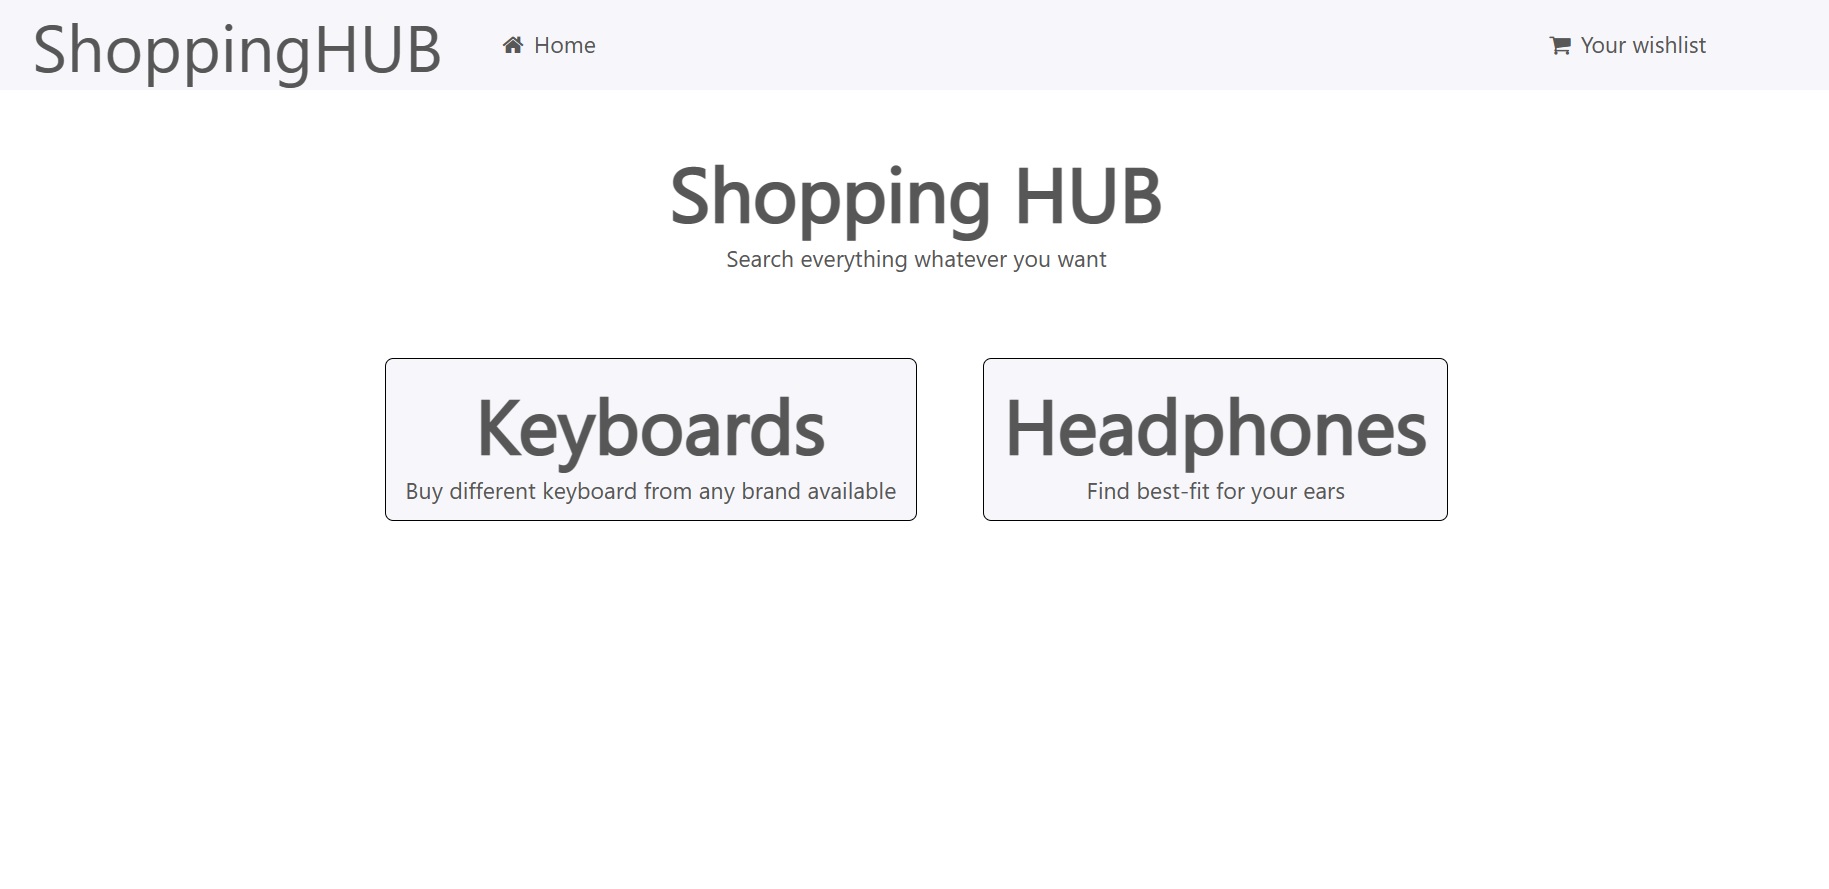 ShoppingHUB
Home
Your wishlist
Shopping HUB
Search everything whatever you want
Keyboards
Buy different keyboard from any brand available
Headphones
Find best-fit for your ears